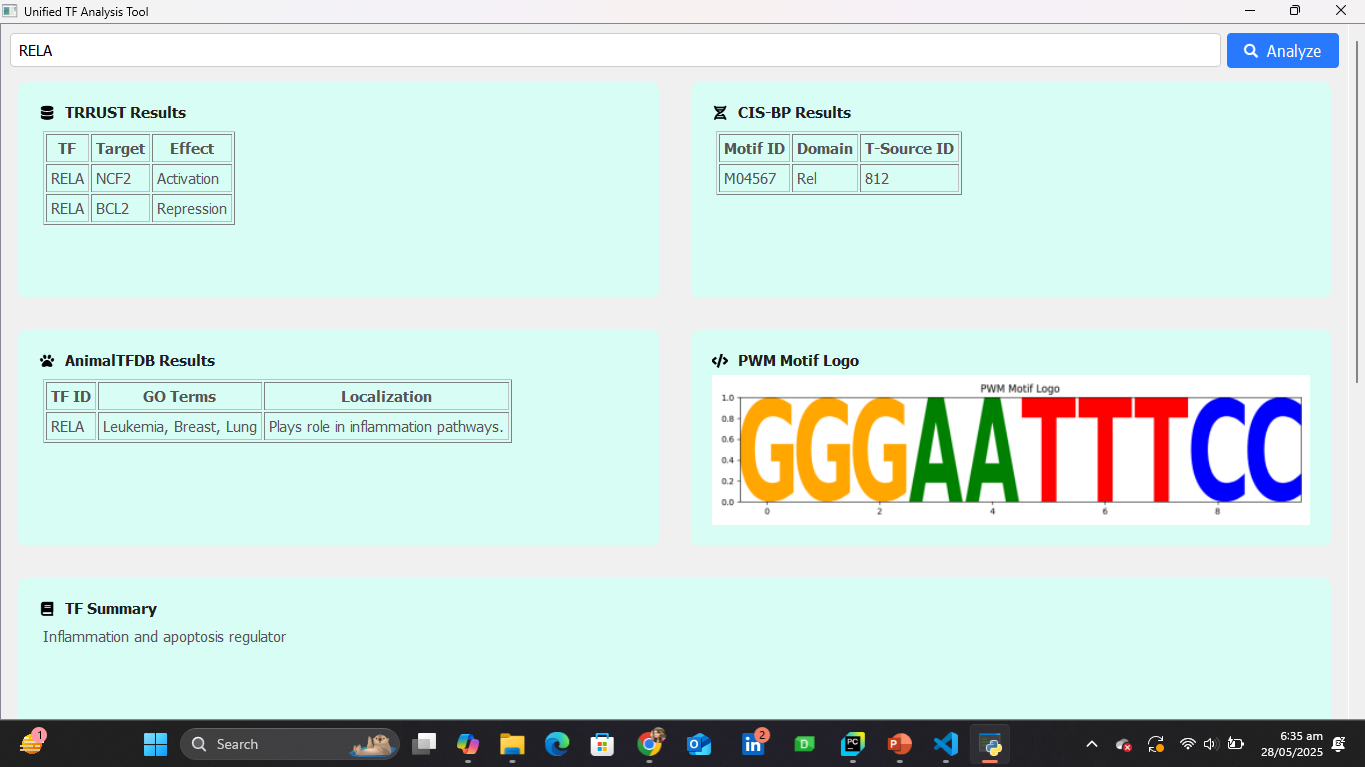 Unified TF Analysis Tool
RELA
Analyze
TRRUST Results
TF Target Effect
RELA NCF2 Activation
RELA BCL2 Repression
CIS-BP Results
Motif ID Domain T-Source ID
M04567 Rel 812
AnimalTFDB Results
TF ID GO Terms Localization
RELA Leukemia, Breast, Lung Plays role in inflammation pathways.
PWM Motif Logo
PWM Motif Logo
1.0
0.8
0.6
0.4
0.2
0.0
GGGAATTTCC
0 2 4 6 8
TF Summary
Inflammation and apoptosis regulator
1
Search
2
D
PC
P
in
6:35 am
28/05/2025